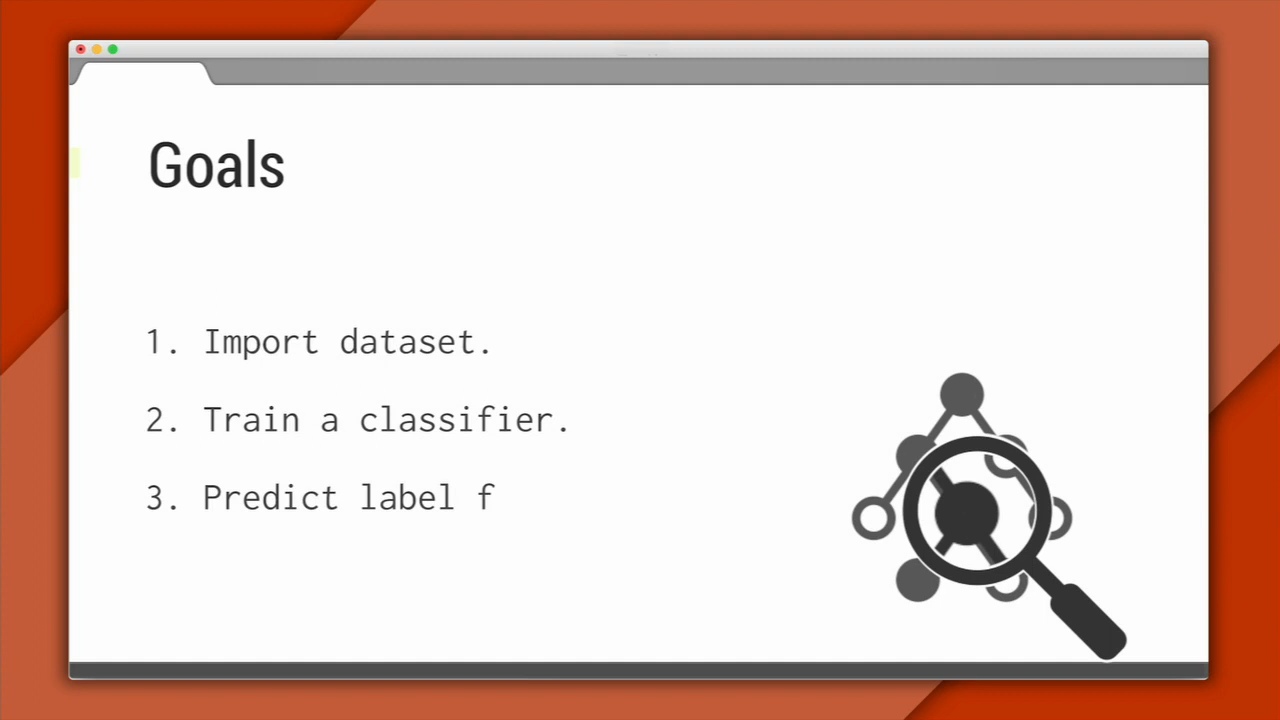 Goals
1. Import dataset.
2. Train a classifier.
3. Predict label f